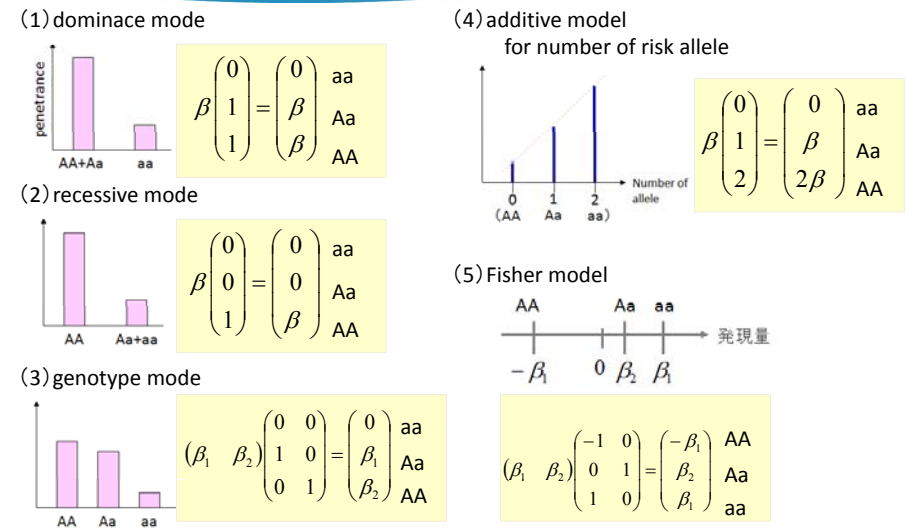 (1)dominace mode
penetrance
AA+Aa aa
β(0 1 1) = (0 β β) aa Aa AA
(2)recessive mode
AA Aa+aa
β(0 0 1) = (0 0 β) aa Aa AA
(3)genotype mode
AA Aa aa
(β₁ β₂)(0 0 1 0 0 1) = (0 β₁ β₂) aa Aa AA
(4)additive model
for number of risk allele
Number of
allele
0 1 2
(AA Aa aa)
β(0 1 2) = (0 β 2β) aa Aa AA
(5)Fisher model
AA Aa aa
発現量
-β₁ 0 β₂ β₁
(β₁ β₂)(-1 0 0 1 1 0) = (-β₁ β₂ β₁) AA Aa aa